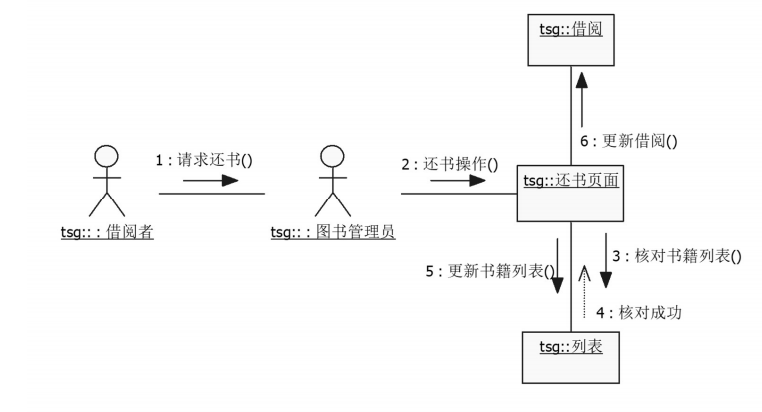 tsg::借阅
6 : 更新借阅()
1 : 请求还书()
2 : 还书操作()
tsg::还书页面
tsg:: : 借阅者
tsg:: : 图书管理员
3 : 核对书籍列表()
5 : 更新书籍列表()
4 : 核对成功
tsg::列表